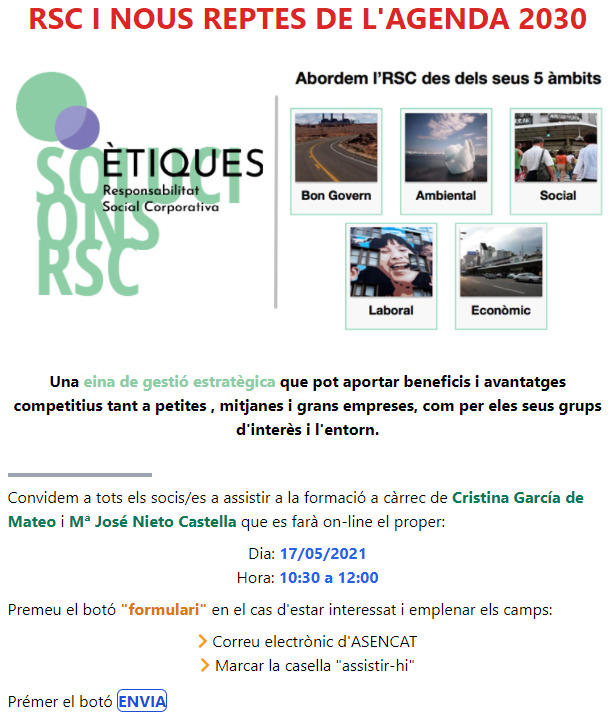 RSC I NOUS REPTES DE L'AGENDA 2030
SOLUCI
ONS
RSC
ÈTIQUES
Responsabilitat
Social Corporativa
Abordem l'RSC des dels seus 5 àmbits
Bon Govern
Ambiental
Social
Laboral
Econòmic
Una eina de gestió estratègica que pot aportar beneficis i avantatges
competitius tant a petites , mitjanes i grans empreses, com per eles seus grups
d'interès i l'entorn.
Convidem a tots els socis/es a assistir a la formació a càrrec de Cristina García de
Mateo i Mª José Nieto Castella que es farà on-line el proper:
Dia: 17/05/2021
Hora: 10:30 a 12:00
Premeu el botó "formulari" en el cas d'estar interessat i emplenar els camps:
Correu electrònic d'ASENCAT
Marcar la casella "assistir-hi"
Prémer el botó ENVIA